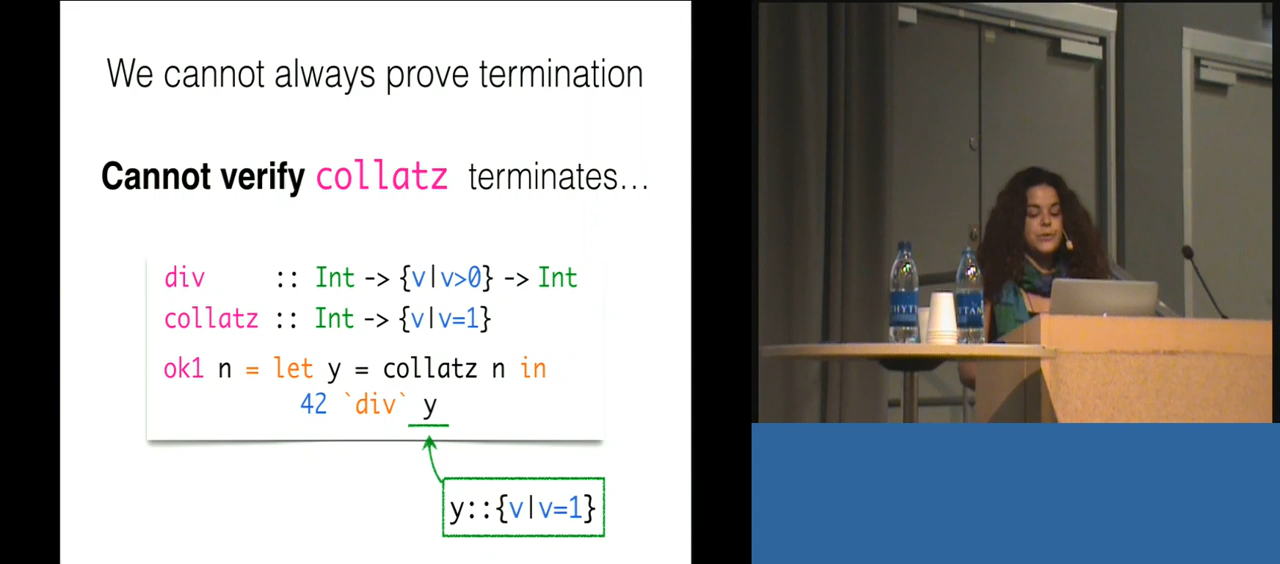 We cannot always prove termination
Cannot verify collatz terminates…
div :: Int -> {v|v>0} -> Int
collatz :: Int -> {v|v=1}
ok1 n = let y = collatz n in
42 `div` y
y::{v|v=1}